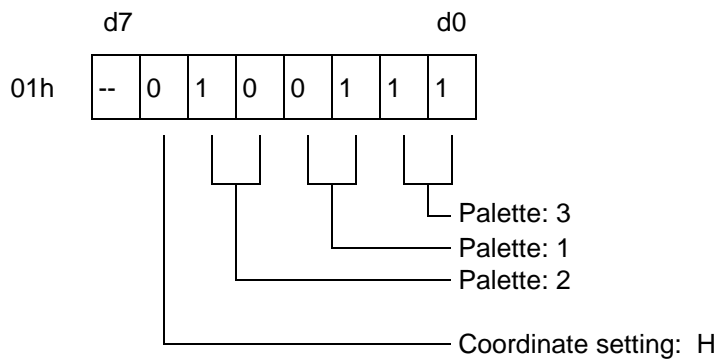 d7 d0
01h -- 0 1 0 0 1 1 1
Palette: 3
Palette: 1
Palette: 2
Coordinate setting: H